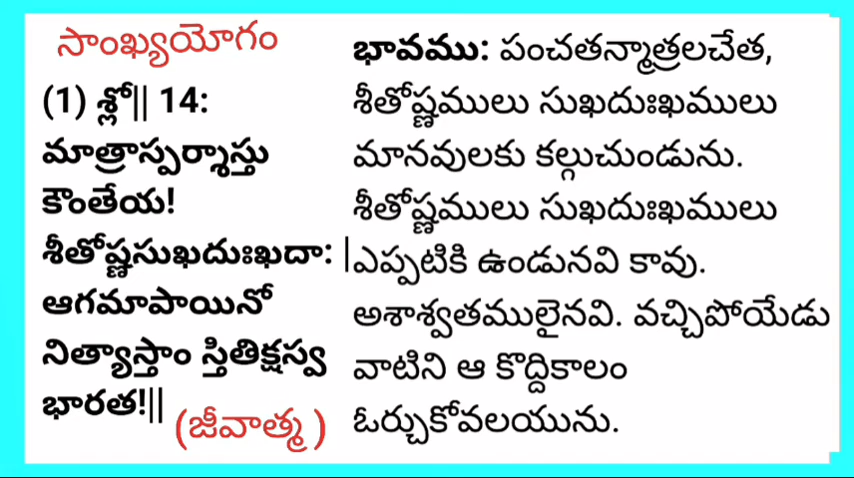 సాంఖ్యయోగం
(1) శ్లో|| 14:
మాత్రాస్పర్శాస్తు
కౌంతేయ!
శీతోష్ణసుఖదుఃఖదా: |
ఆగమాపాయినో
నిత్యాస్తాం స్తితిక్షస్వ
భారత!||
(జీవాత్మ )
భావము: పంచతన్మాత్రలచేత,
శీతోష్ణములు సుఖదుఃఖములు
మానవులకు కల్గుచుండును.
శీతోష్ణములు సుఖదుఃఖములు
ఎప్పటికి ఉండునవి కావు.
అశాశ్వతములైనవి. వచ్చిపోయేడు
వాటిని ఆ కొద్దికాలం
ఓర్చుకోవలయును.